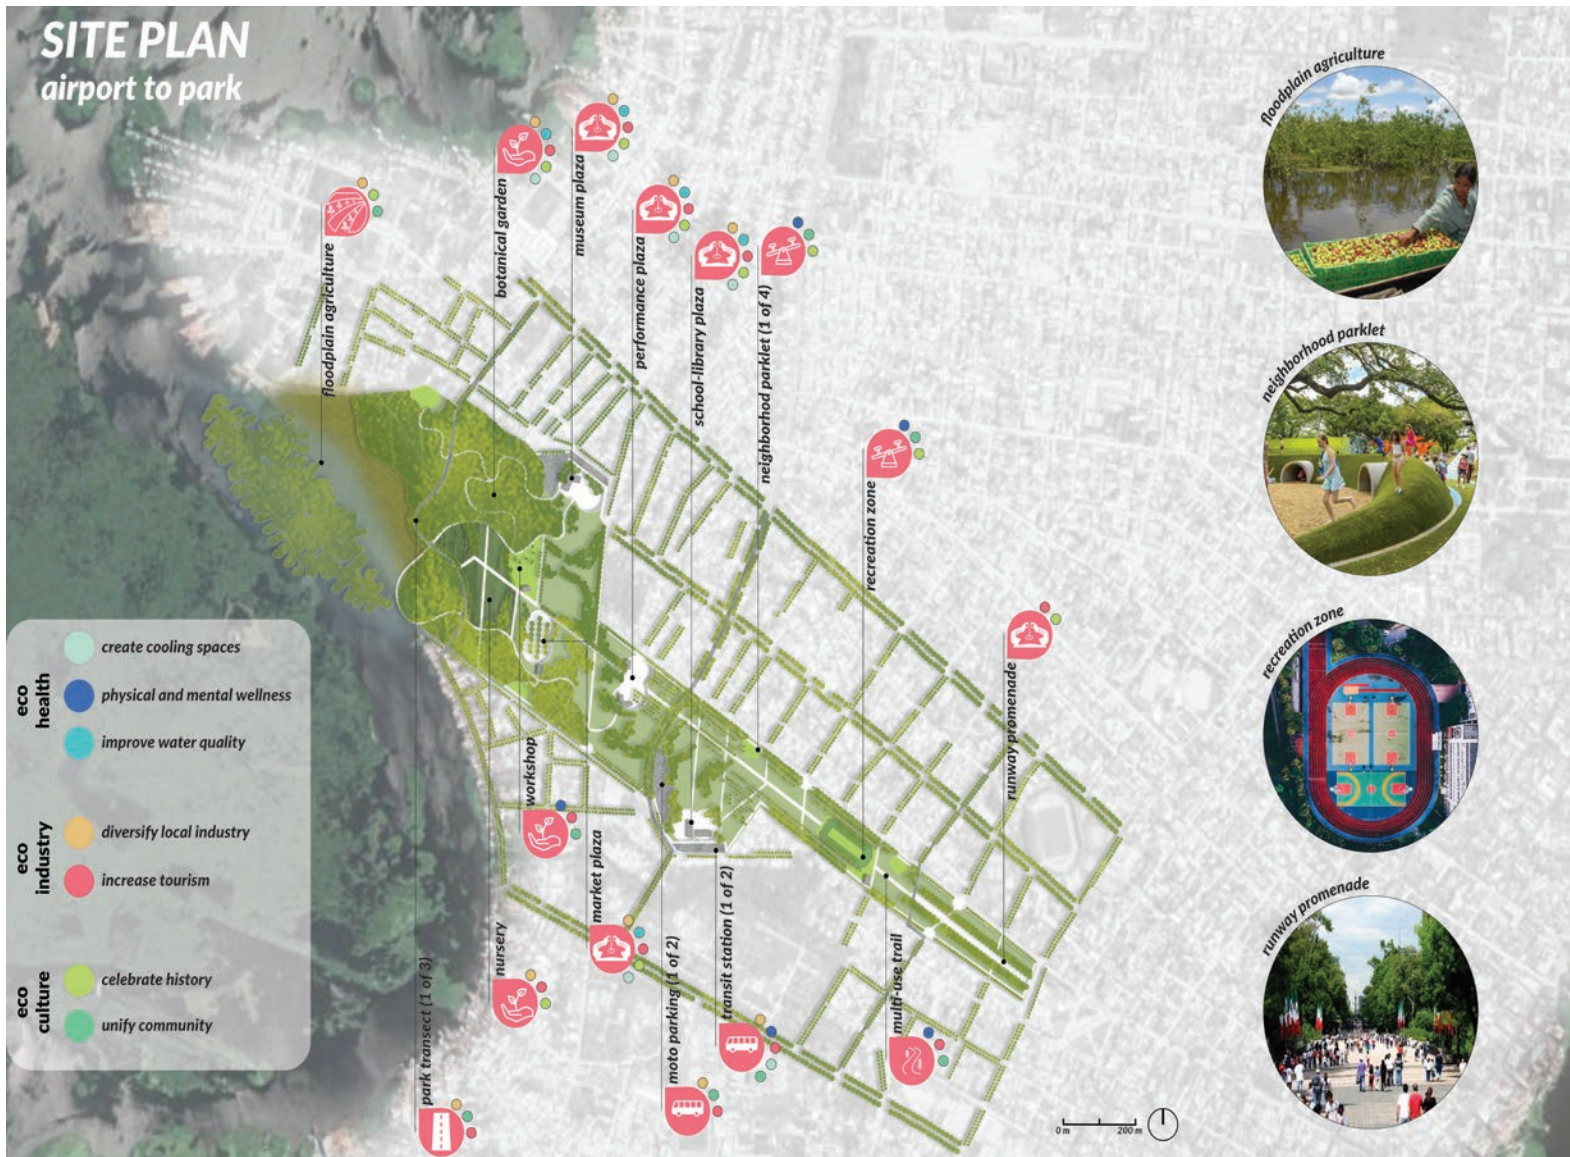 SITE PLAN
airport to park
floodplain agriculture
botanical garden
museum plaza
performance plaza
school-library plaza
neighborhod parklet (1 of 4)
recreation zone
runway promenade
workshop
nursery
market plaza
park transect (1 of 3)
moto parking (1 of 2)
transit station (1 of 2)
multi-use trail
eco
health
create cooling spaces
physical and mental wellness
improve water quality
eco
industry
diversify local industry
increase tourism
eco
culture
celebrate history
unify community
floodplain agriculture
neighborhood parklet
recreation zone
runway promenade
0 m
200 m